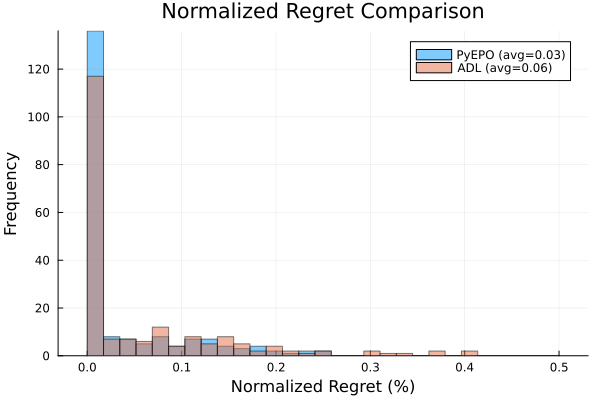 Normalized Regret Comparison
PyEPO (avg=0.03)
ADL (avg=0.06)
Frequency
120
100
80
60
40
20
0
0.0 0.1 0.2 0.3 0.4 0.5
Normalized Regret (%)